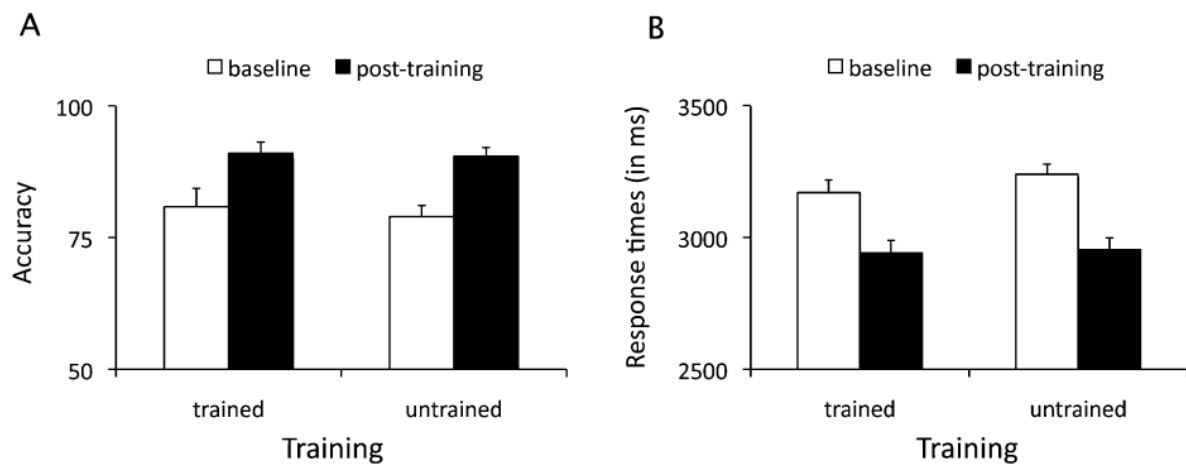 A
baseline post-training
100
75
50
Accuracy
trained untrained
Training
B
baseline post-training
3500
3000
2500
Response times (in ms)
trained untrained
Training